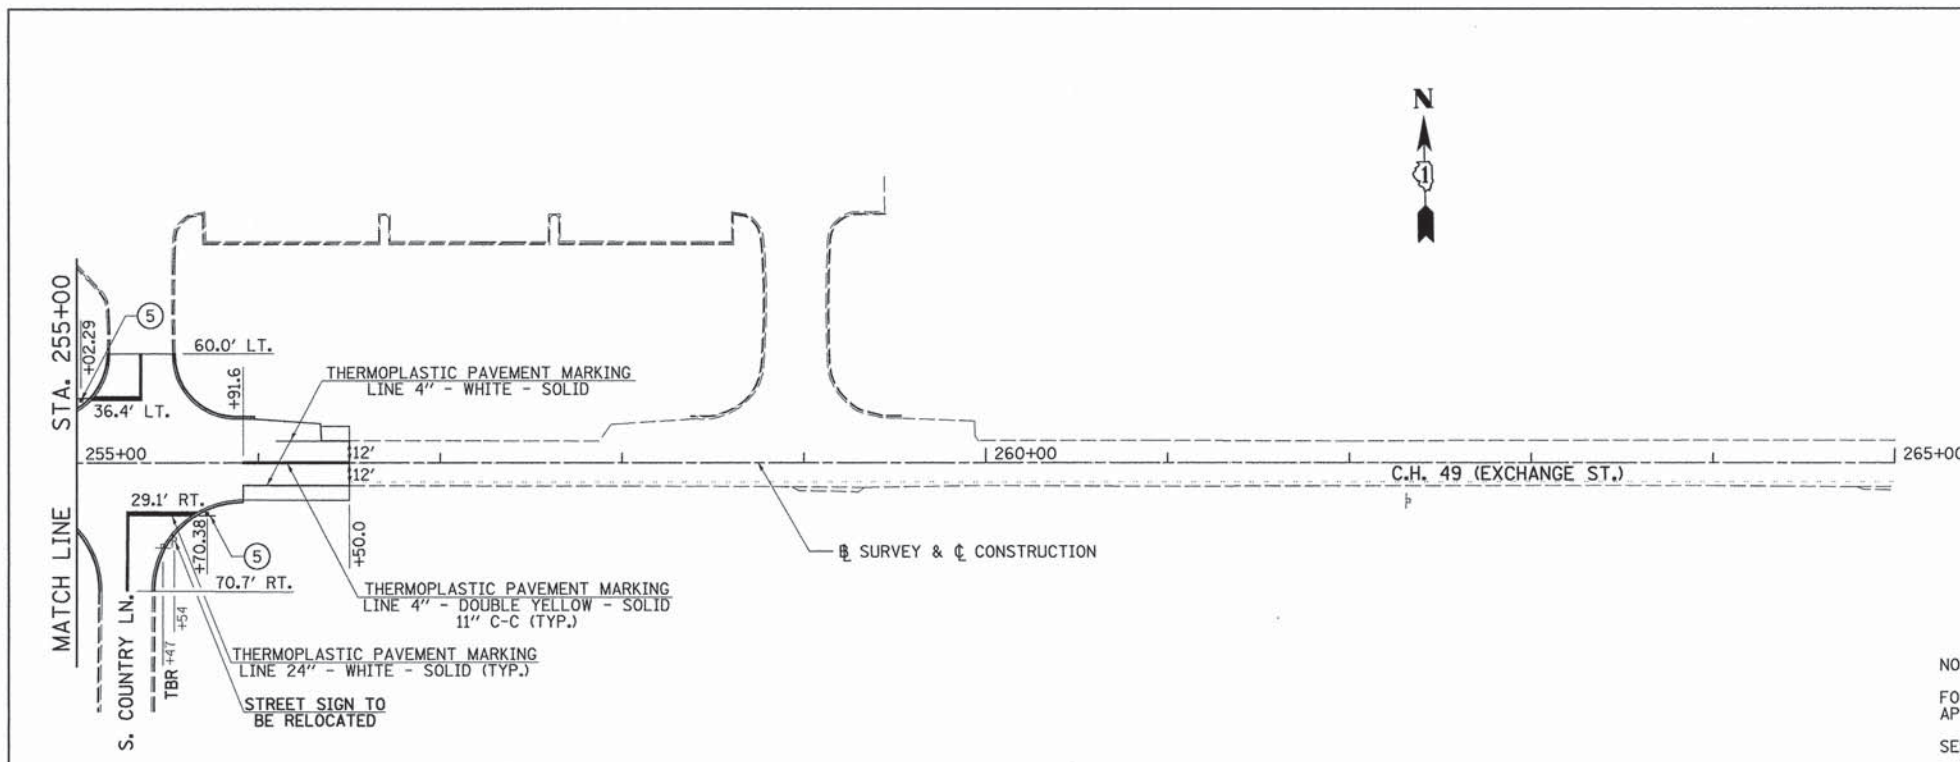 N
1
STA. 255+00
+02.29
5
60.0' LT.
36.4' LT.
+91.6
THERMOPLASTIC PAVEMENT MARKING
LINE 4" - WHITE - SOLID
255+00
12'
12'
260+00
265+00
C.H. 49 (EXCHANGE ST.)
29.1' RT.
+70.38
5
+50.0
℄ CONSTRUCTION
SURVEY &
70.7' RT.
MATCH LINE
THERMOPLASTIC PAVEMENT MARKING
LINE 4" - DOUBLE YELLOW - SOLID
11" C-C (TYP.)
+54
TBR +47
S. COUNTRY LN.
THERMOPLASTIC PAVEMENT MARKING
LINE 24" - WHITE - SOLID (TYP.)
STREET SIGN TO
BE RELOCATED
NO
FO
AP
SE